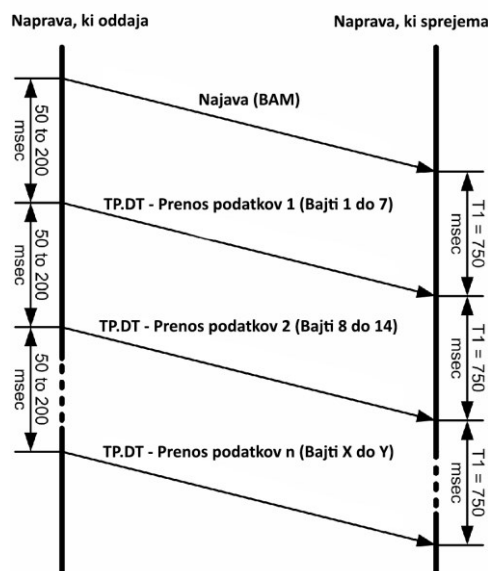 Naprava, ki oddaja
Naprava, ki sprejema
Najava (BAM)
50 to 200
msec
TP.DT - Prenos podatkov 1 (Bajti 1 do 7)
T1 = 750
msec
50 to 200
msec
TP.DT - Prenos podatkov 2 (Bajti 8 do 14)
T1 = 750
msec
50 to 200
msec
TP.DT - Prenos podatkov n (Bajti X do Y)
T1 = 750
msec